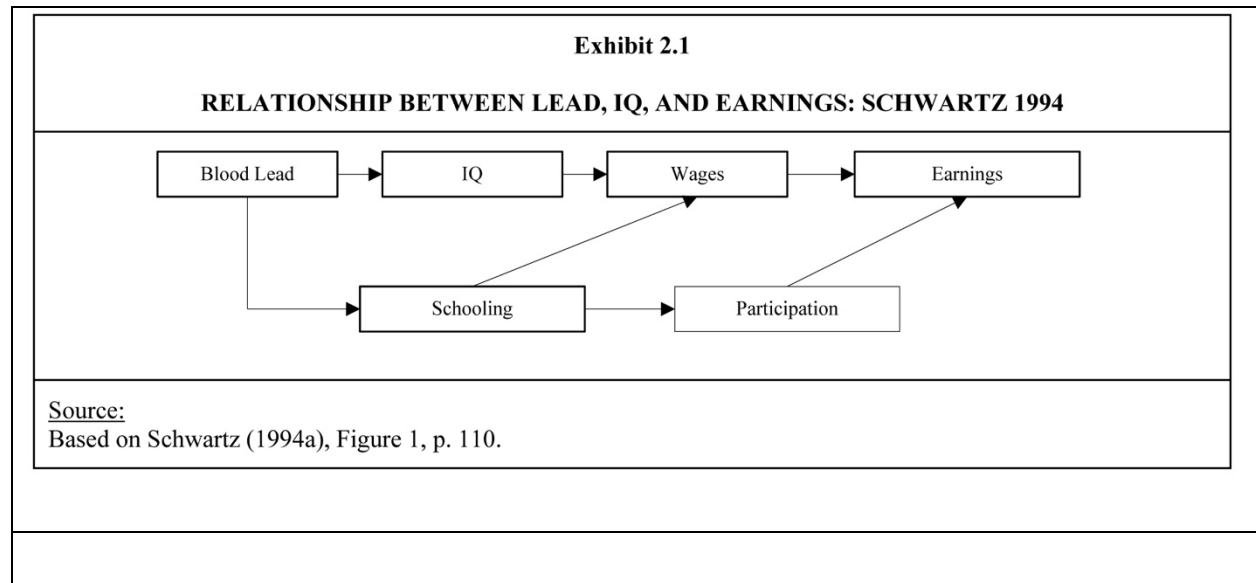 Exhibit 2.1
RELATIONSHIP BETWEEN LEAD, IQ, AND EARNINGS: SCHWARTZ 1994
Blood Lead
IQ
Wages
Earnings
Schooling
Participation
Source:
Based on Schwartz (1994a), Figure 1, p. 110.